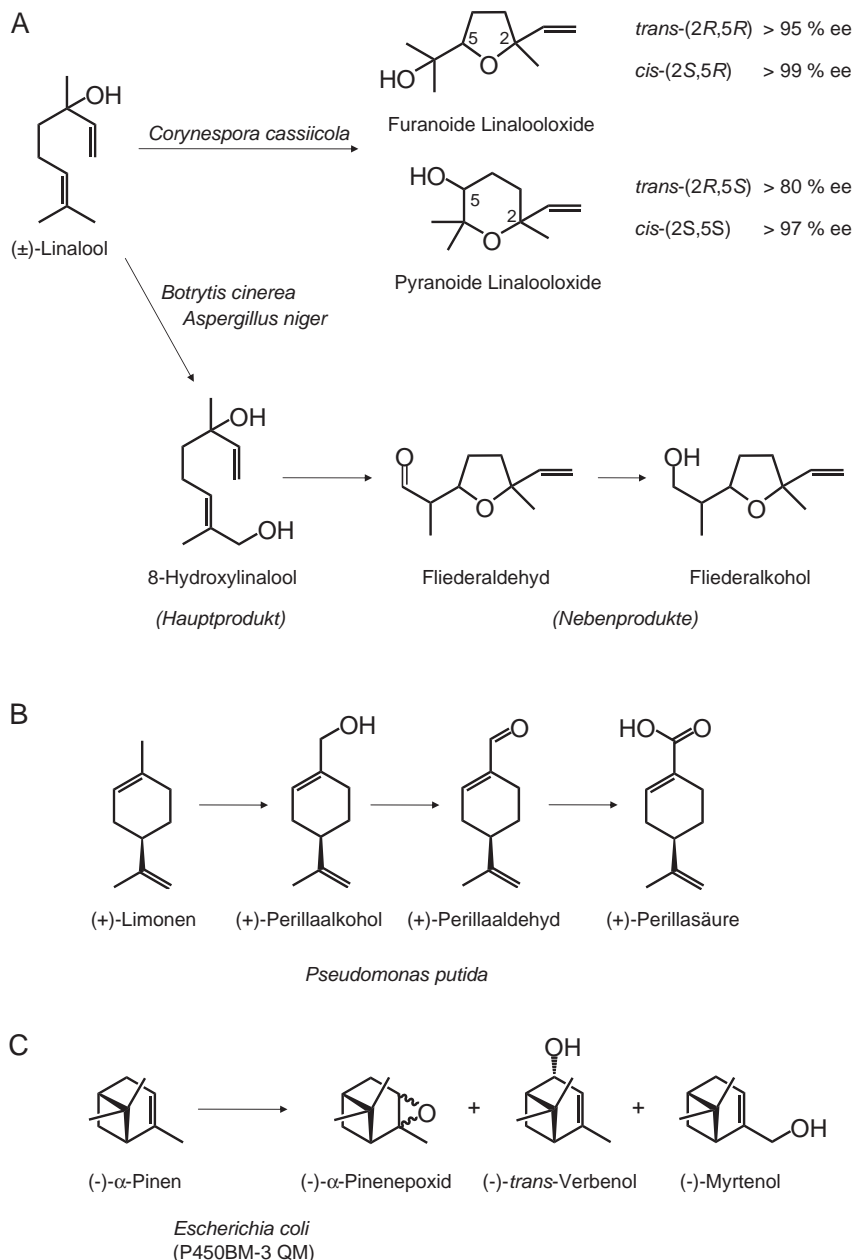 A
OH
HO
O
5
2
trans-(2R,5R) > 95 % ee
cis-(2S,5R) > 99 % ee
Furanoide Linalooloxide
Corynespora cassiicola
HO
5
2
O
trans-(2R,5S) > 80 % ee
cis-(2S,5S) > 97 % ee
(±)-Linalool
Pyranoide Linalooloxide
Botrytis cinerea
Aspergillus niger
OH
OH
O
O
OH
O
8-Hydroxylinalool
Fliederaldehyd
Fliederalkohol
(Hauptprodukt)
(Nebenprodukte)
B
OH
O
HO
O
(+)-Limonen
(+)-Perillaalkohol
(+)-Perillaaldehyd
(+)-Perillasäure
Pseudomonas putida
C
O
+
OH
+
OH
(-)-α-Pinen
(-)-α-Pinenepoxid
(-)-trans-Verbenol
(-)-Myrtenol
Escherichia coli
(P450BM-3 QM)